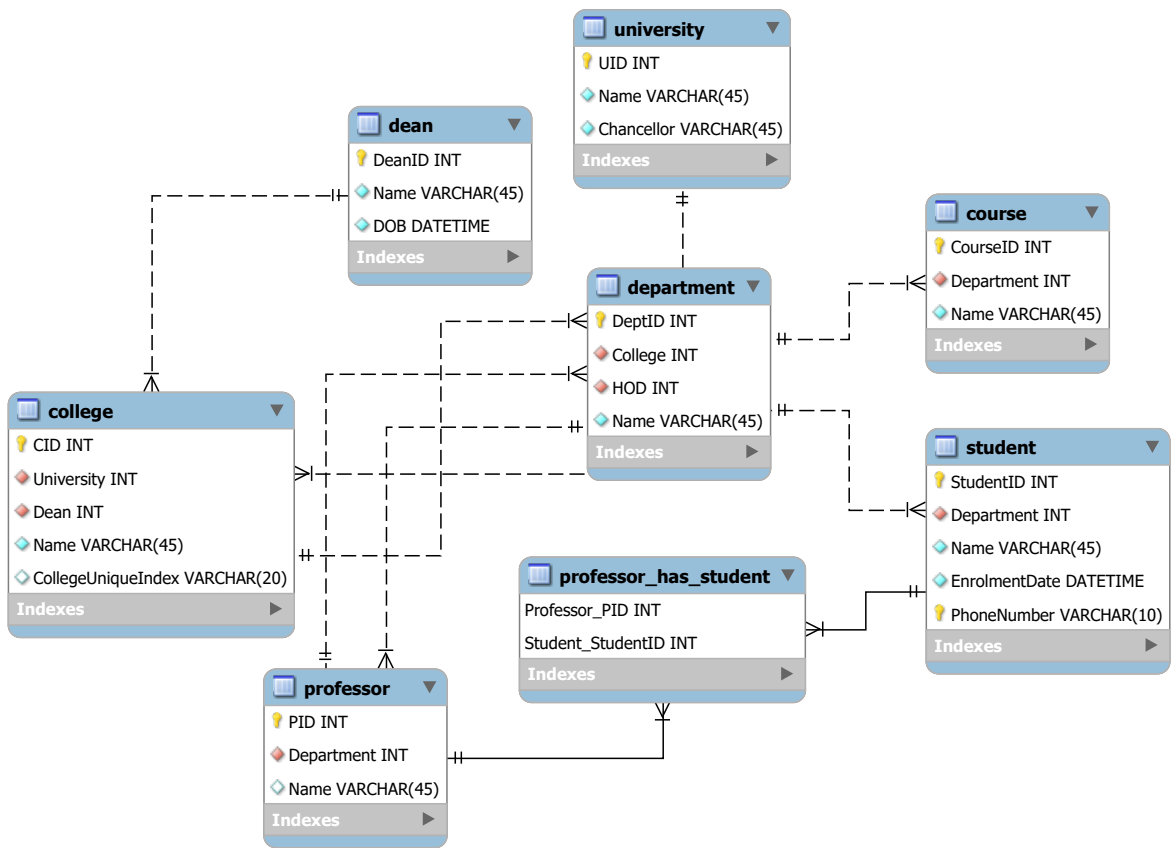 university
UID INT
Name VARCHAR(45)
Chancellor VARCHAR(45)
Indexes
dean
DeanID INT
Name VARCHAR(45)
DOB DATETIME
Indexes
course
CourseID INT
Department INT
Name VARCHAR(45)
Indexes
department
DeptID INT
College INT
HOD INT
Name VARCHAR(45)
Indexes
college
CID INT
University INT
Dean INT
Name VARCHAR(45)
CollegeUniqueIndex VARCHAR(20)
Indexes
student
StudentID INT
Department INT
Name VARCHAR(45)
EnrolmentDate DATETIME
PhoneNumber VARCHAR(10)
Indexes
professor_has_student
Professor_PID INT
Student_StudentID INT
Indexes
professor
PID INT
Department INT
Name VARCHAR(45)
Indexes